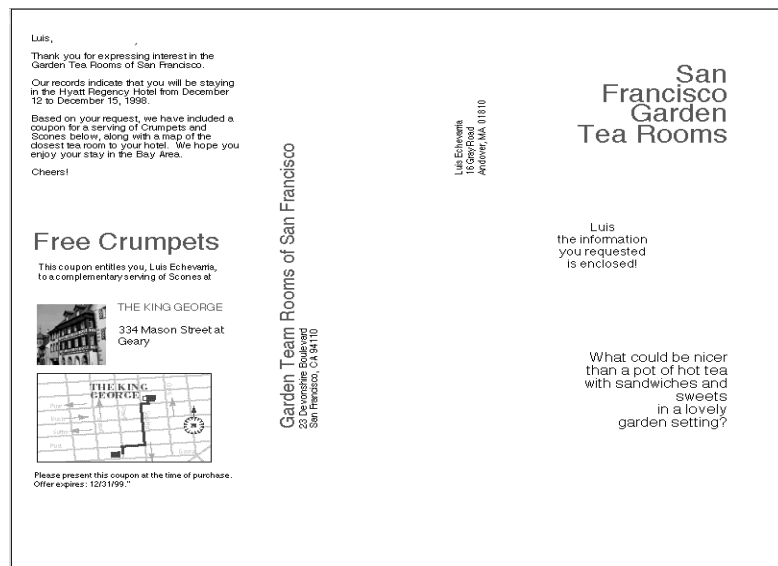 Luis,                    ,
Thank you for expressing interest in the
Garden Tea Rooms of San Francisco.
Our records indicate that you will be staying
in the Hyatt Regency Hotel from December
12 to December 15, 1998.
Based on your request, we have included a
coupon for a serving of Crumpets and
Scones below, along with a map of the
closest tea room to your hotel.  We hope you
enjoy your stay in the Bay Area.
Cheers!
Free Crumpets
This coupon entitles you, Luis Echevarria,
to a complementary serving of Scones at
THE KING GEORGE
334 Mason Street at
Geary
THE KING
GEORGE
Post
Geary
Please present this coupon at the time of purchase.
Offer expires: 12/31/99."
Garden Team Rooms of San Francisco
23 Devonshire Boulevard
San Francisco, CA 94110
Luis Echevarria
16 Gray Road
Andover, MA 01810
San
Francisco
Garden
Tea Rooms
Luis
the information
you requested
is enclosed!
What could be nicer
than a pot of hot tea
with sandwiches and
sweets
in a lovely
garden setting?